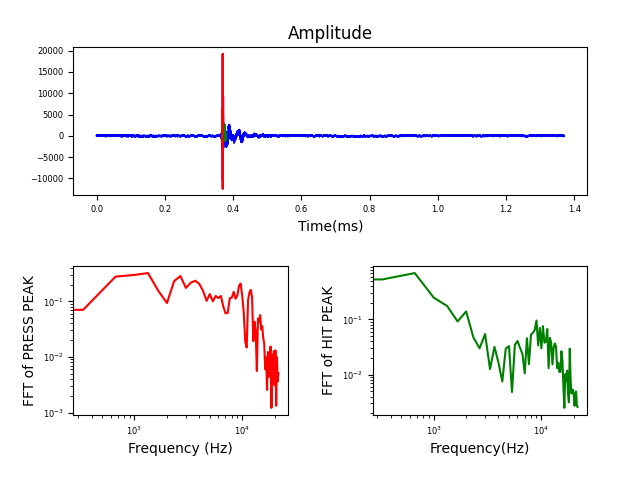 Amplitude
20000
15000
10000
5000
0
−5000
−10000
0.0 0.2 0.4 0.6 0.8 1.0 1.2 1.4
Time(ms)
FFT of PRESS PEAK
10⁻¹
10⁻²
10⁻³
10³ 10⁴
Frequency (Hz)
FFT of HIT PEAK
10⁻¹
10⁻²
10³ 10⁴
Frequency(Hz)